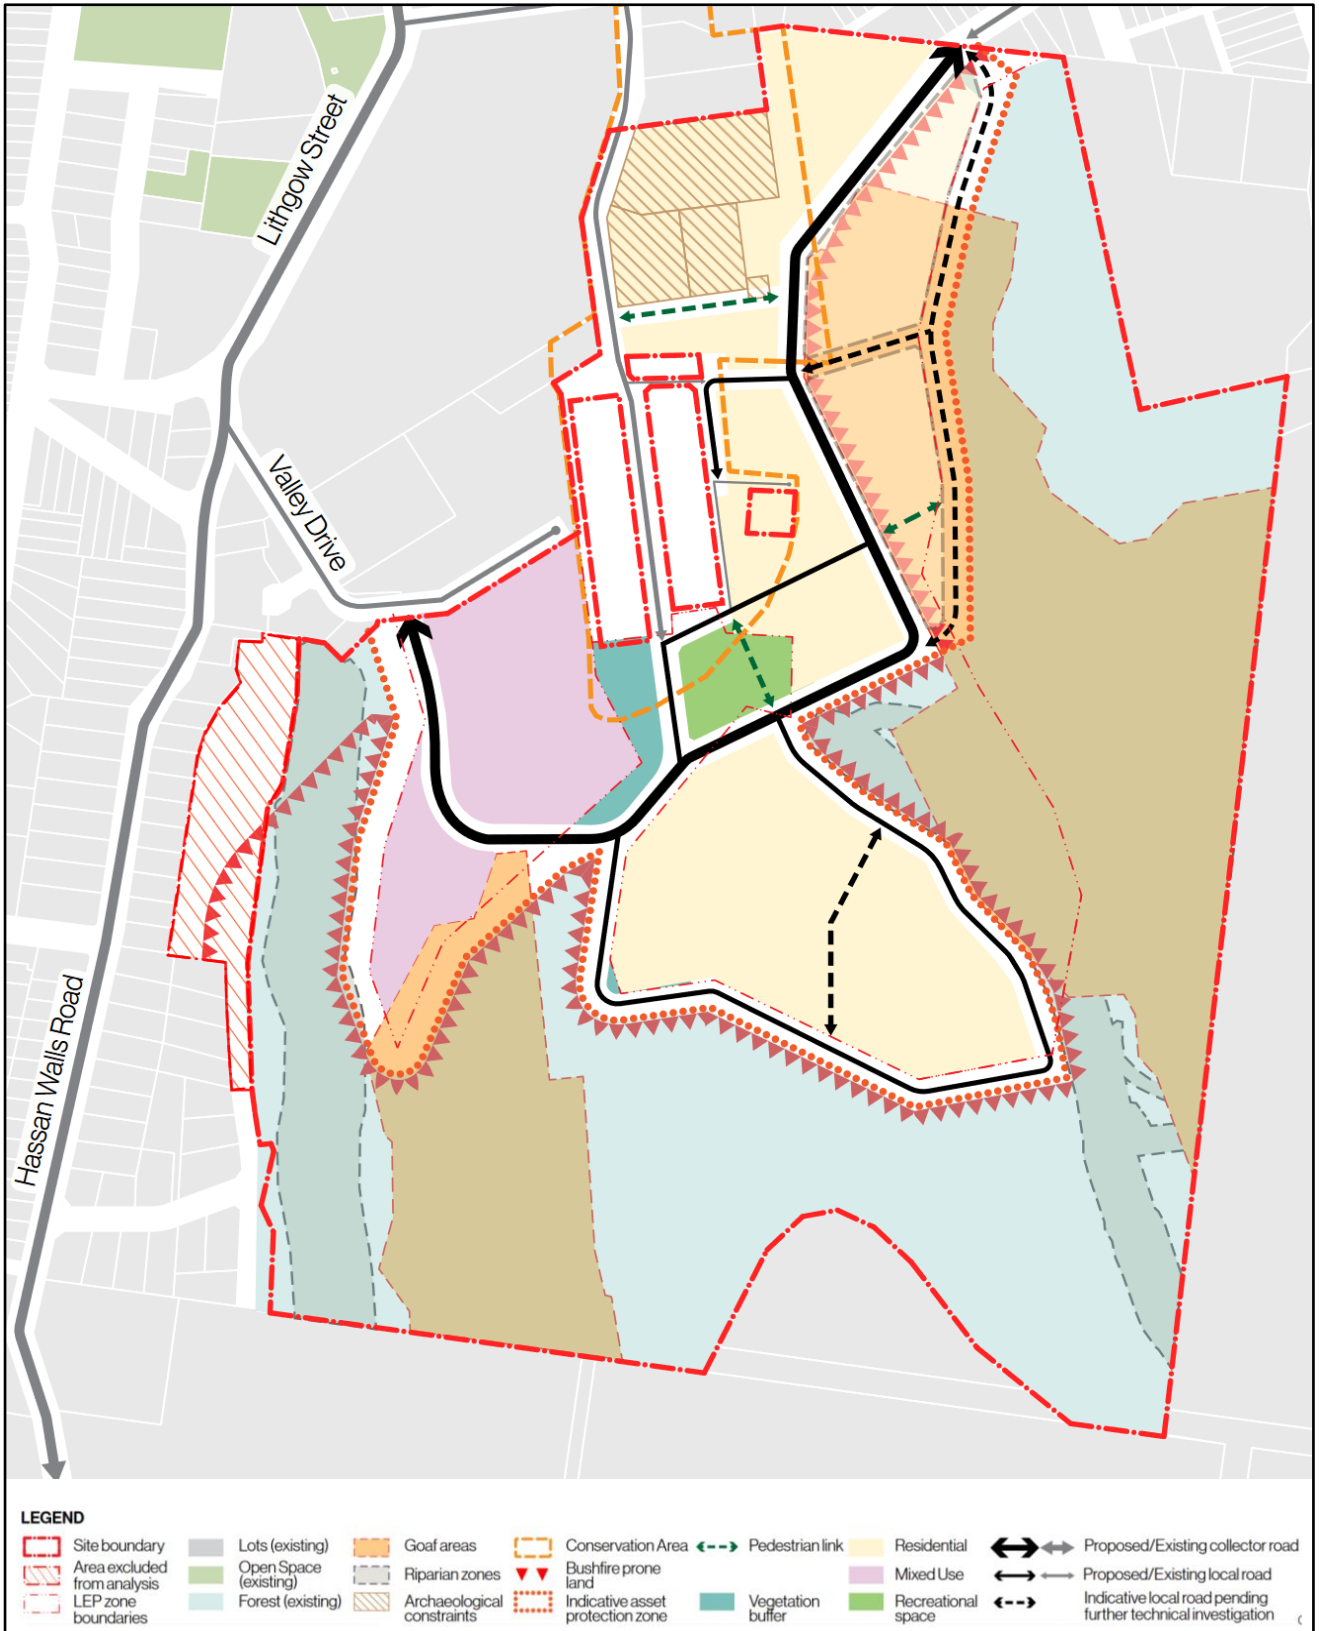 Lithgow Street
Valley Drive
Hassan Walls Road
LEGEND
Site boundary
Area excluded
from analysis
LEP zone
boundaries
Lots (existing)
Open Space
(existing)
Forest (existing)
Goaf areas
Riparian zones
Archaeological
constraints
Conservation Area
Bushfire prone
land
Indicative asset
protection zone
Pedestrian link
Vegetation
buffer
Residential
Mixed Use
Recreational
space
Proposed/Existing collector road
Proposed/Existing local road
Indicative local road pending
further technical investigation